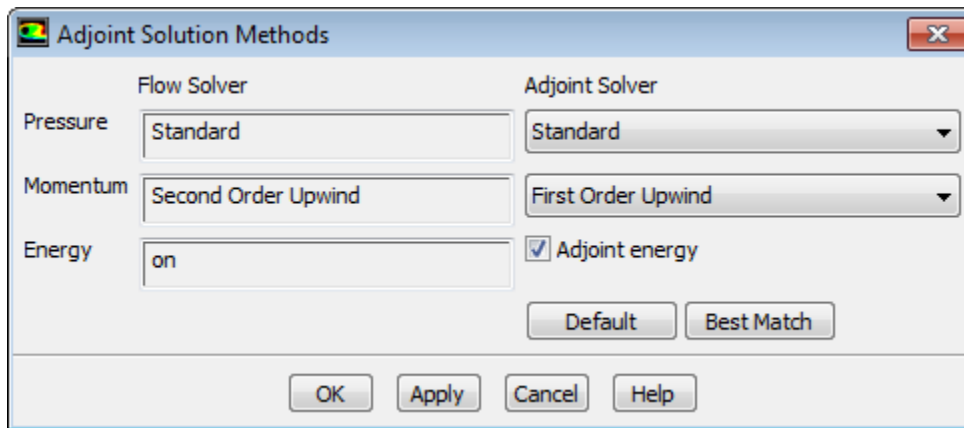 Adjoint Solution Methods
Flow Solver Adjoint Solver
Pressure Standard Standard
Momentum Second Order Upwind First Order Upwind
Energy on Adjoint energy
Default Best Match
OK Apply Cancel Help